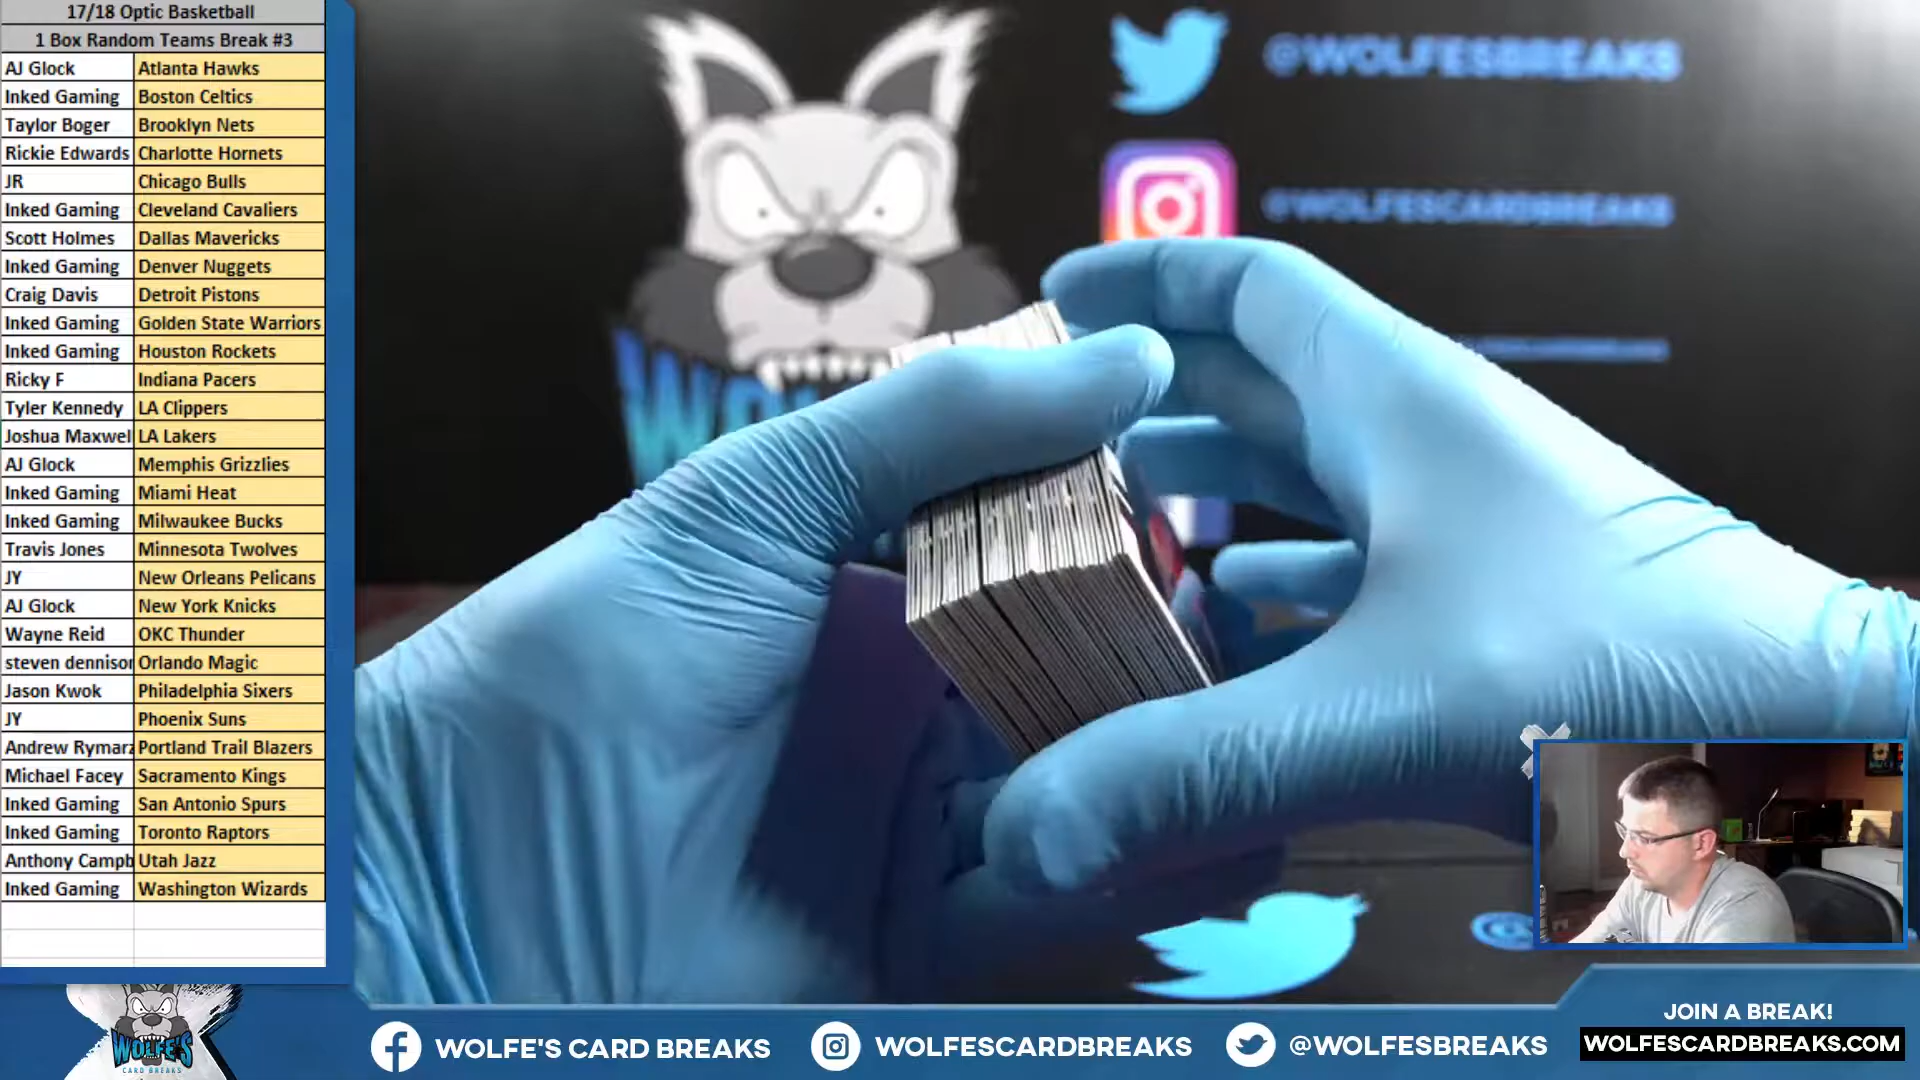 17/18 Optic Basketball
1 Box Random Teams Break #3
AJ Glock Atlanta Hawks
Inked Gaming Boston Celtics
Taylor Boger Brooklyn Nets
Rickie Edwards Charlotte Hornets
JR Chicago Bulls
Inked Gaming Cleveland Cavaliers
Scott Holmes Dallas Mavericks
Inked Gaming Denver Nuggets
Craig Davis Detroit Pistons
Inked Gaming Golden State Warriors
Inked Gaming Houston Rockets
Ricky F Indiana Pacers
Tyler Kennedy LA Clippers
Joshua Maxwel LA Lakers
AJ Glock Memphis Grizzlies
Inked Gaming Miami Heat
Inked Gaming Milwaukee Bucks
Travis Jones Minnesota Twolves
JY New Orleans Pelicans
AJ Glock New York Knicks
Wayne Reid OKC Thunder
steven dennison Orlando Magic
Jason Kwok Philadelphia Sixers
JY Phoenix Suns
Andrew Rymarz Portland Trail Blazers
Michael Facey Sacramento Kings
Inked Gaming San Antonio Spurs
Inked Gaming Toronto Raptors
Anthony Campb Utah Jazz
Inked Gaming Washington Wizards
@WOLFESBREAKS
@WOLFESCARDBREAKS
WOLFE'S
CARD BREAKS
WOLFE'S CARD BREAKS
WOLFESCARDBREAKS
@WOLFESBREAKS
JOIN A BREAK!
WOLFESCARDBREAKS.COM